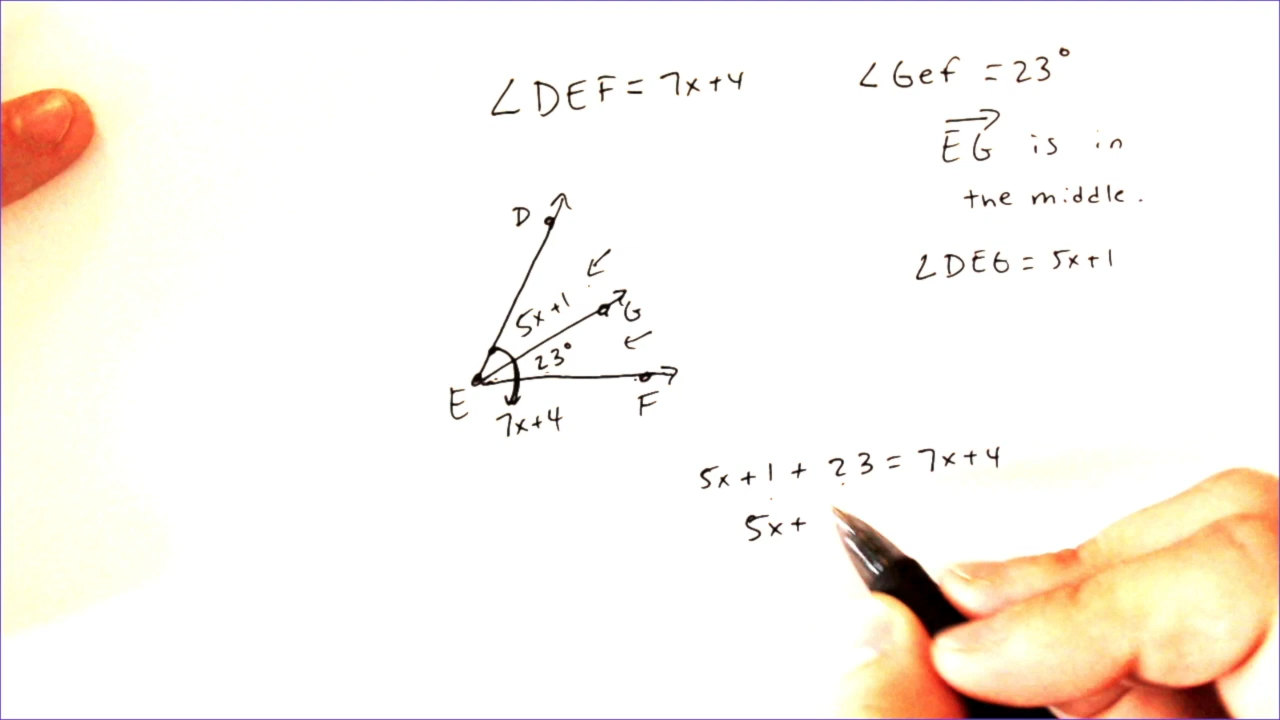 ∠DEF = 7x+4
∠Gef = 23°
EG is in
the middle.
∠DEG = 5x+1
D
5x+1
G
23°
E
7x+4
F
5x + 1 + 23 = 7x+4
5x+